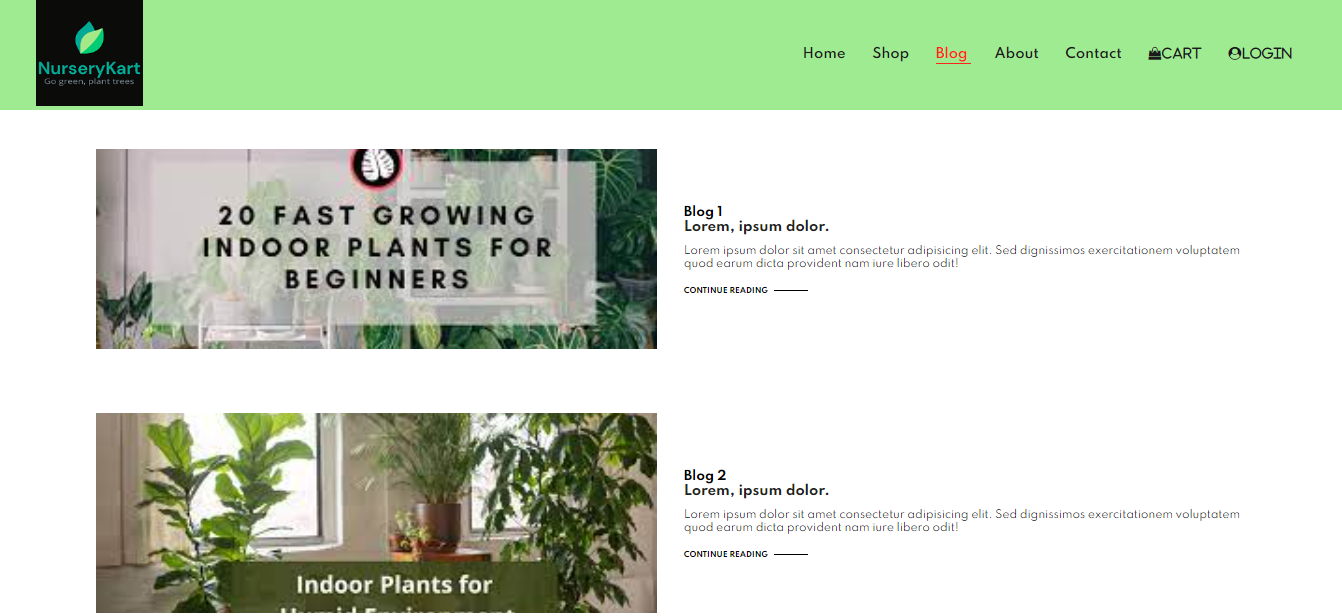 NurseryKart
Go green, plant trees
Home Shop Blog About Contact CART LOGIN
20 FAST GROWING
INDOOR PLANTS FOR
BEGINNERS
Blog 1
Lorem, ipsum dolor.
Lorem ipsum dolor sit amet consectetur adipisicing elit. Sed dignissimos exercitationem voluptatem
quod earum dicta provident nam iure libero odit!
CONTINUE READING
Indoor Plants for
Humid Environment
Blog 2
Lorem, ipsum dolor.
Lorem ipsum dolor sit amet consectetur adipisicing elit. Sed dignissimos exercitationem voluptatem
quod earum dicta provident nam iure libero odit!
CONTINUE READING